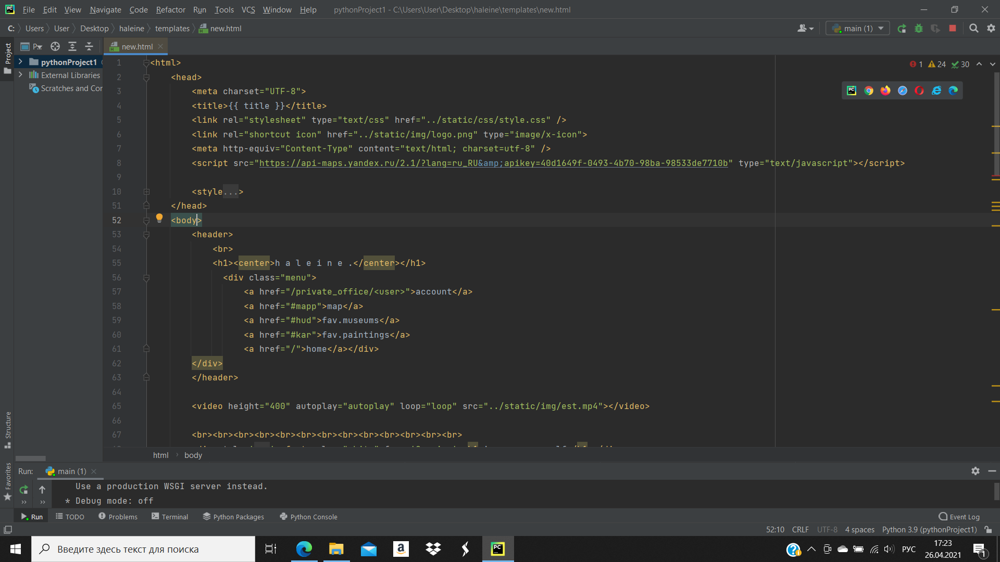 File Edit View Navigate Code Refactor Run Tools VCS Window Help pythonProject1 - C:\Users\User\Desktop\haleine\templates\new.html
C: Users User Desktop haleine templates new.html main (1)
Project
P
new.html
pythonProject1
External Libraries
Scratches and Cor
1 24 30
1 <html>
2 <head>
3 <meta charset="UTF-8">
4 <title>{{ title }}</title>
5 <link rel="stylesheet" type="text/css" href="../static/css/style.css" />
6 <link rel="shortcut icon" href="../static/img/logo.png" type="image/x-icon">
7 <meta http-equiv="Content-Type" content="text/html; charset=utf-8" />
8 <script src="https://api-maps.yandex.ru/2.1/?lang=ru_RU&amp;apikey=40d1649f-0493-4b70-98ba-98533de7710b" type="text/javascript"></script>
9
10 <style...>
51 </head>
52 <body>
53 <header>
54 <br>
55 <h1><center>h a l e i n e .</center></h1>
56 <div class="menu">
57 <a href="/private_office/<user>">account</a>
58 <a href="#mapp">map</a>
59 <a href="#hud">fav.museums</a>
60 <a href="#kar">fav.paintings</a>
61 <a href="/">home</a></div>
62 </div>
63 </header>
64
65 <video height="400" autoplay="autoplay" loop="loop" src="../static/img/est.mp4"></video>
66
67 <br><br><br><br><br><br><br><br><br><br><br><br><br>
html body
Structure
Favorites
Run: main (1)
Use a production WSGI server instead.
* Debug mode: off
Run TODO Problems Terminal Python Packages Python Console Event Log
52:10 CRLF UTF-8 4 spaces Python 3.9 (pythonProject1)
Введите здесь текст для поиска
РУС
17:23
26.04.2021
1